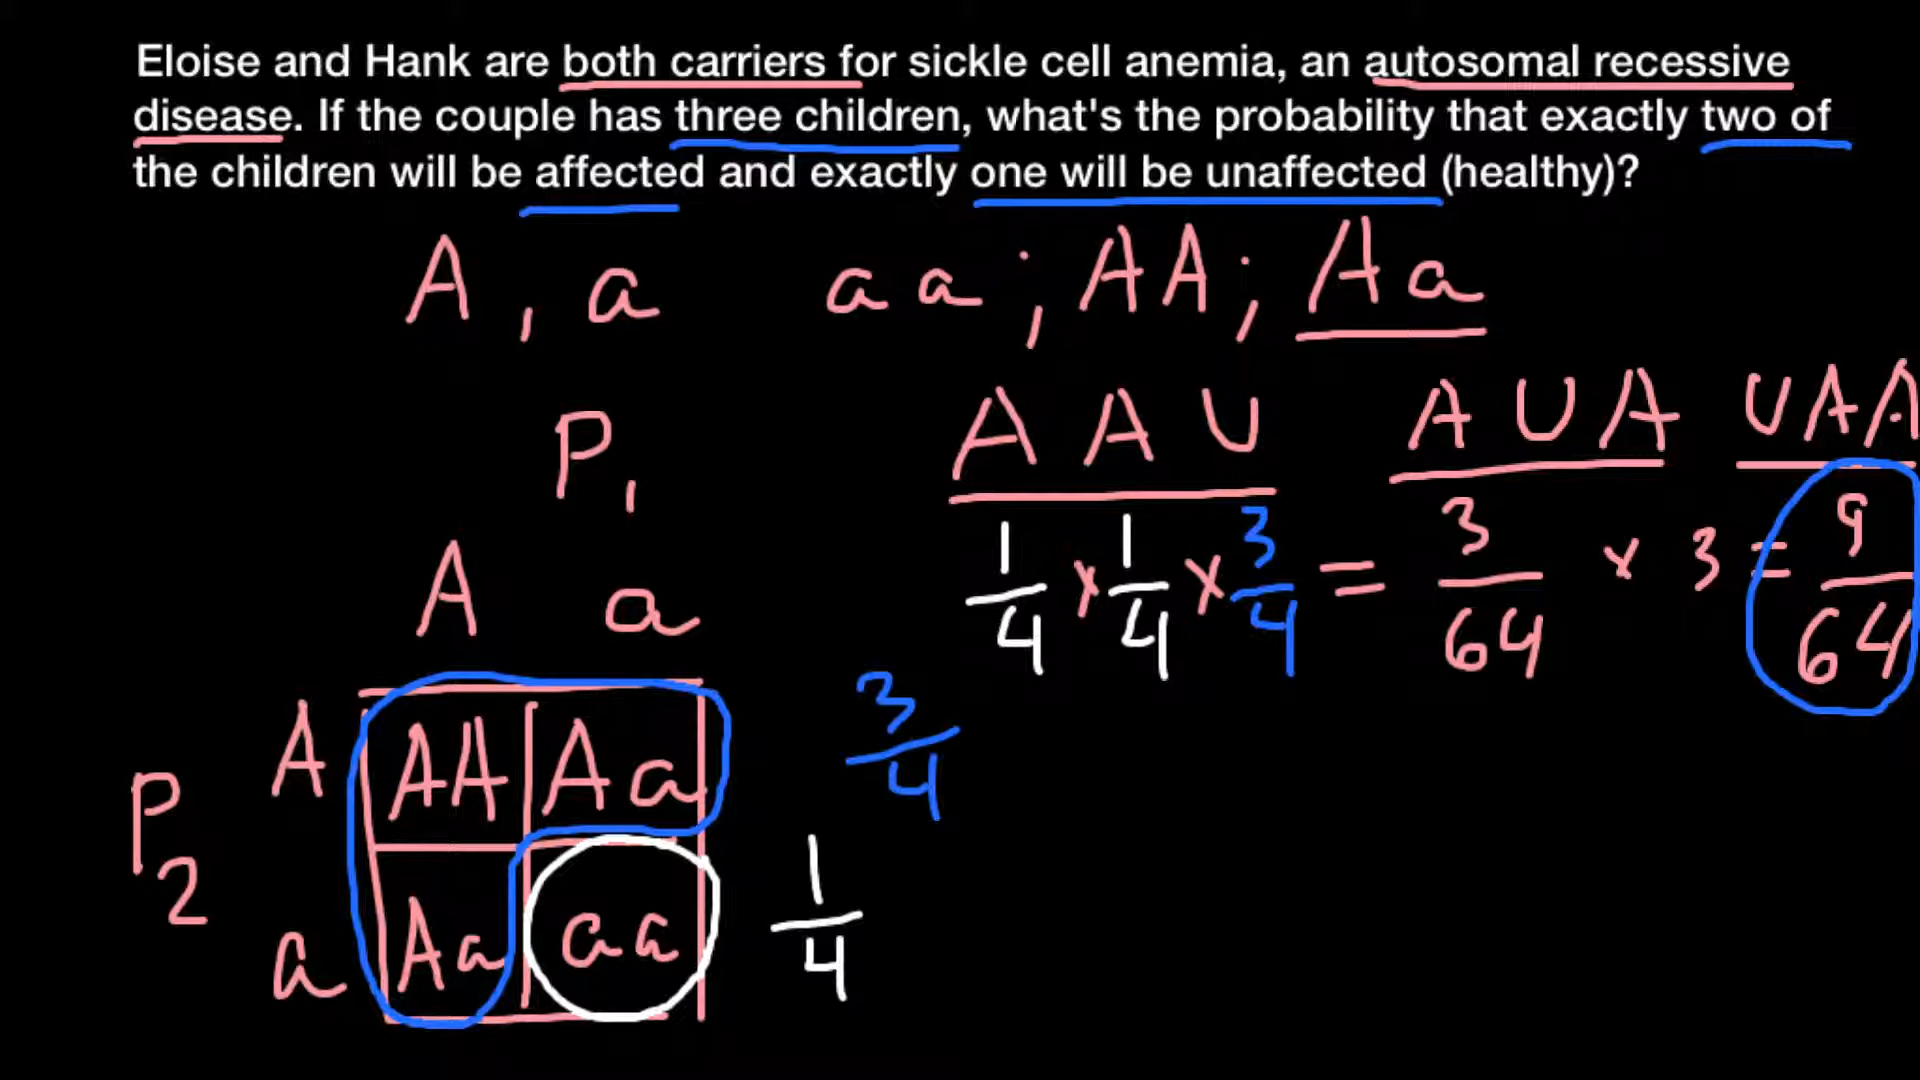 Eloise and Hank are both carriers for sickle cell anemia, an autosomal recessive
disease. If the couple has three children, what's the probability that exactly two of
the children will be affected and exactly one will be unaffected (healthy)?
A, a aa; AA; Aa
P1 AAU AUA UAA
1/4 x 1/4 x 3/4 = 3/64 x 3 = 9/64
A a
A AA Aa 3/4
P2
a Aa aa 1/4